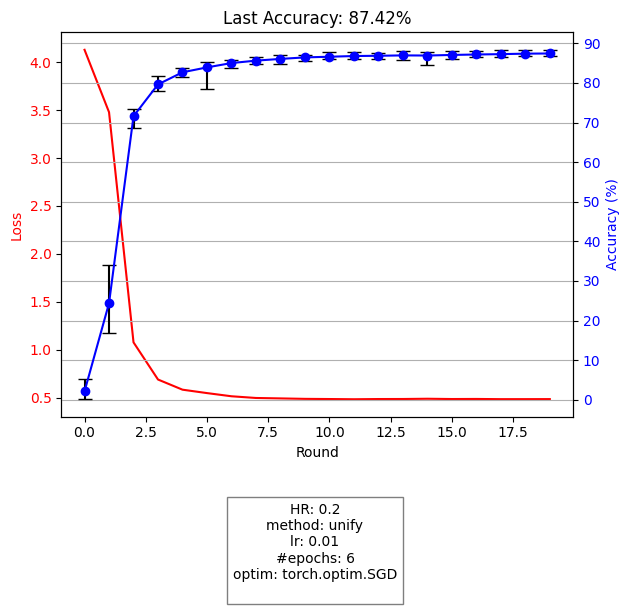 Last Accuracy: 87.42%
4.0
3.5
3.0
2.5
2.0
1.5
1.0
0.5
Loss
90
80
70
60
50
40
30
20
10
0
Accuracy (%)
0.0 2.5 5.0 7.5 10.0 12.5 15.0 17.5
Round
HR: 0.2
method: unify
lr: 0.01
#epochs: 6
optim: torch.optim.SGD